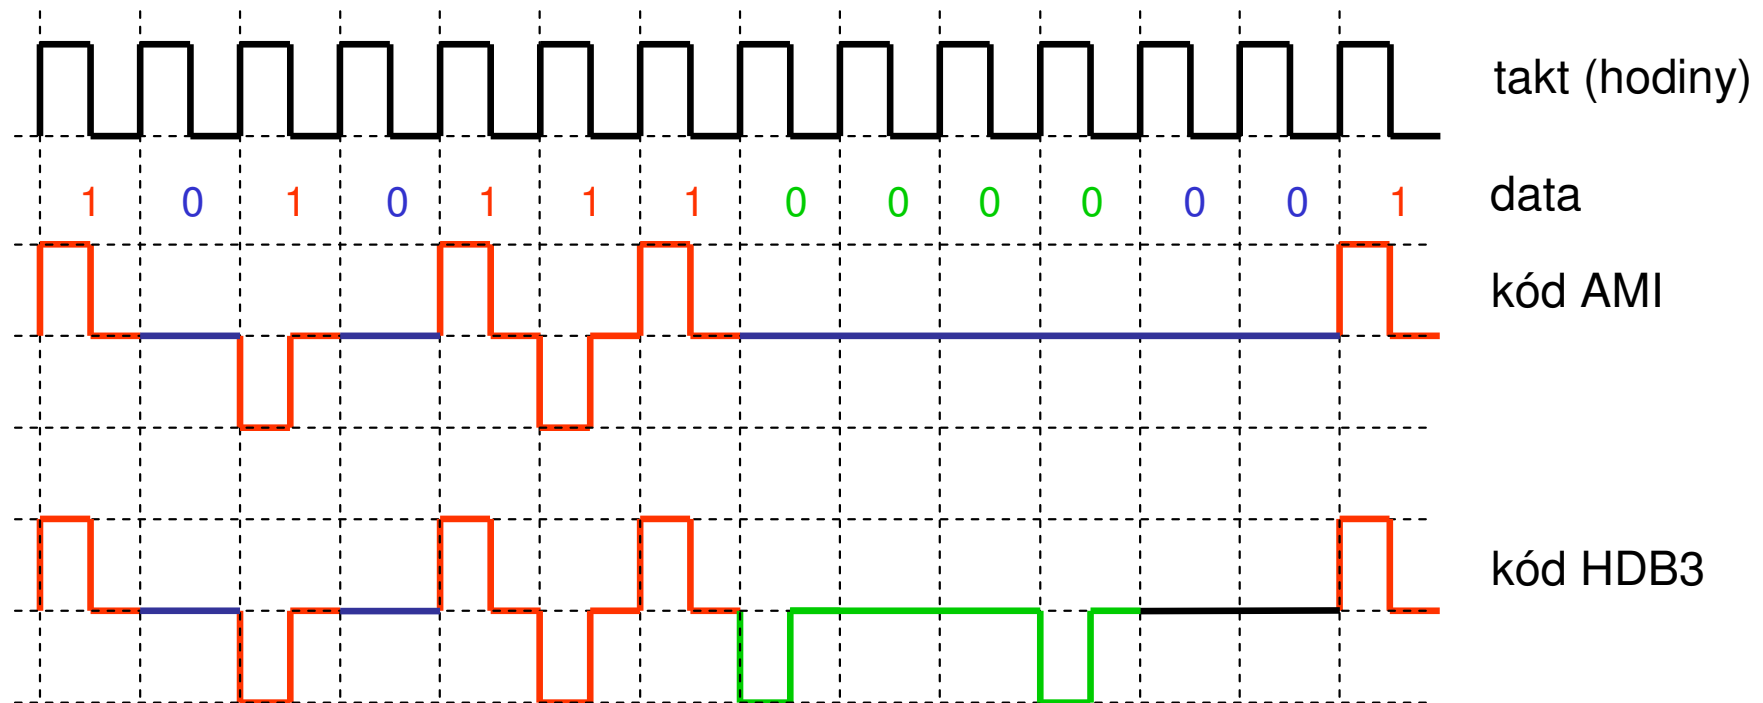 takt (hodiny)
1 0 1 0 1 1 1 0 0 0 0 0 0 1 data
kód AMI
kód HDB3